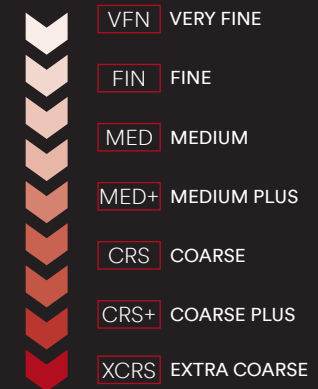 VFN VERY FINE
FIN FINE
MED MEDIUM
MED+ MEDIUM PLUS
CRS COARSE
CRS+ COARSE PLUS
XCRS EXTRA COARSE